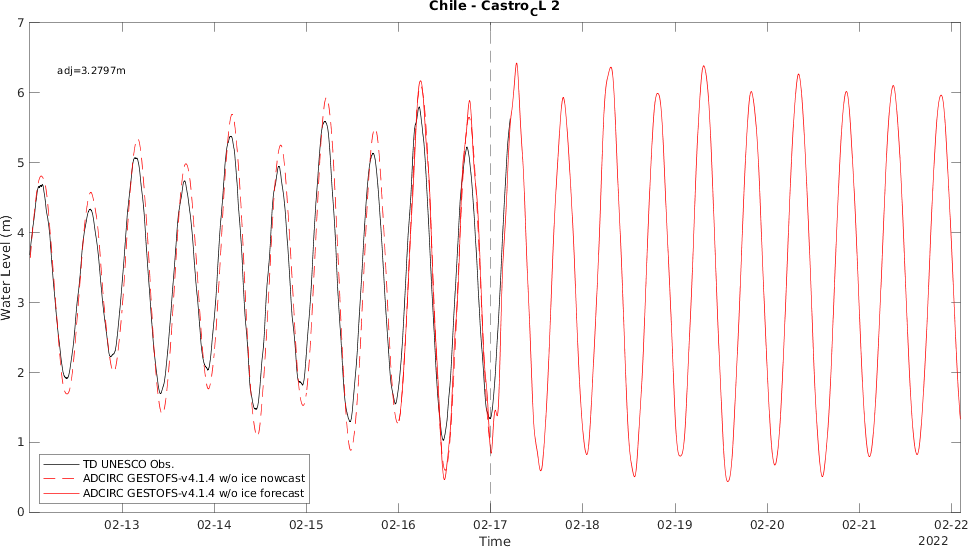 Chile - CastroCL 2
adj=3.2797m
Water Level (m)
7
6
5
4
3
2
1
0
TD UNESCO Obs.
ADCIRC GESTOFS-v4.1.4 w/o ice nowcast
ADCIRC GESTOFS-v4.1.4 w/o ice forecast
02-13 02-14 02-15 02-16 02-17 02-18 02-19 02-20 02-21 02-22
Time
2022